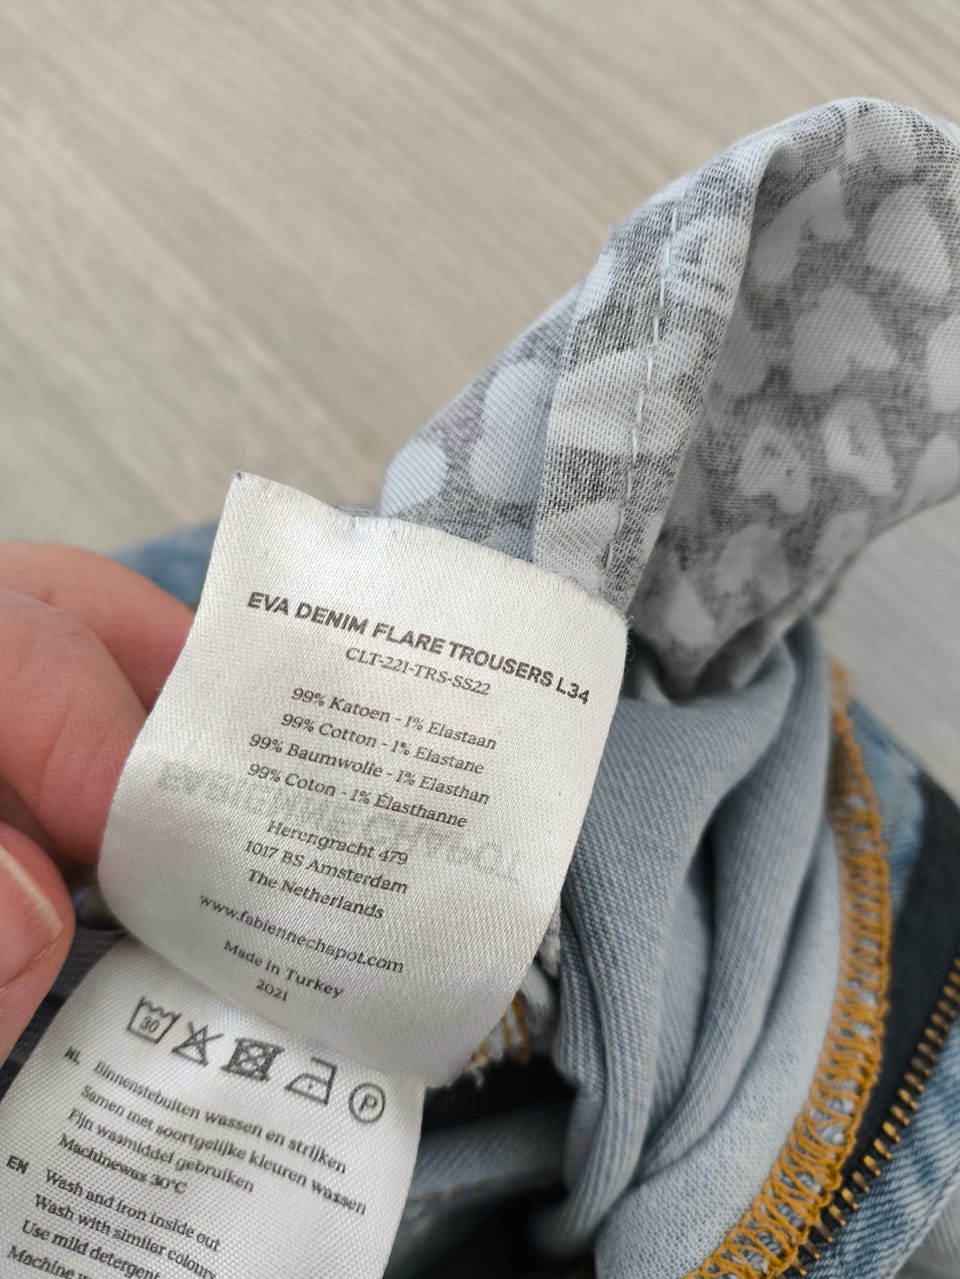 EVA DENIM FLARE TROUSERS L34
CLT-221-TRS-SS22
99% Katoen - 1% Elastaan
99% Cotton - 1% Elastane
99% Baumwolle - 1% Elasthan
99% Coton - 1% Élasthanne
Herengracht 479
1017 BS Amsterdam
The Netherlands
www.fabiennechapot.com
Made in Turkey
2021
30
P
NL Binnenstebuiten wassen en strijken
Samen met soortgelijke kleuren wassen
Fijn wasmiddel gebruiken
Machinewas 30°C
EN Wash and iron inside out
Wash with similar colours
Use mild detergent
Machine